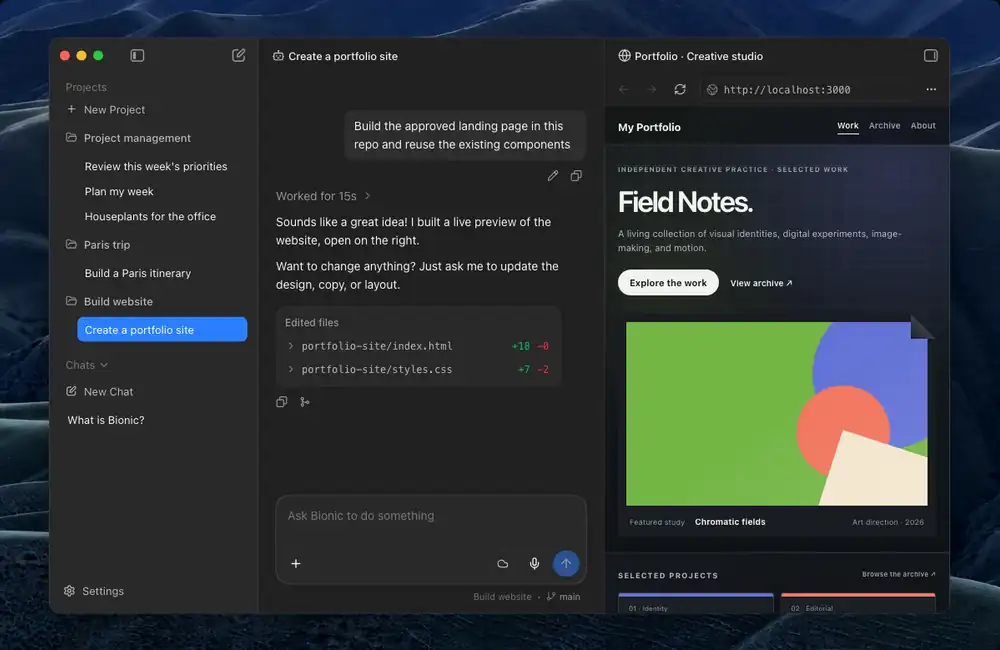 Projects
New Project
Project management
Review this week's priorities
Plan my week
Houseplants for the office
Paris trip
Build a Paris itinerary
Build website
Create a portfolio site
Chats
New Chat
What is Bionic?
Settings
Create a portfolio site
Build the approved landing page in this
repo and reuse the existing components
Worked for 15s
Sounds like a great idea! I built a live preview of the
website, open on the right.
Want to change anything? Just ask me to update the
design, copy, or layout.
Edited files
portfolio-site/index.html +18 -0
portfolio-site/styles.css +7 -2
Ask Bionic to do something
Build website • main
Portfolio · Creative studio
http://localhost:3000
My Portfolio Work Archive About
INDEPENDENT CREATIVE PRACTICE · SELECTED WORK
Field Notes.
A living collection of visual identities, digital experiments, image-
making, and motion.
Explore the work View archive ↗
Featured study Chromatic fields Art direction · 2026
SELECTED PROJECTS Browse the archive ↗
01 · Identity 02 · Editorial